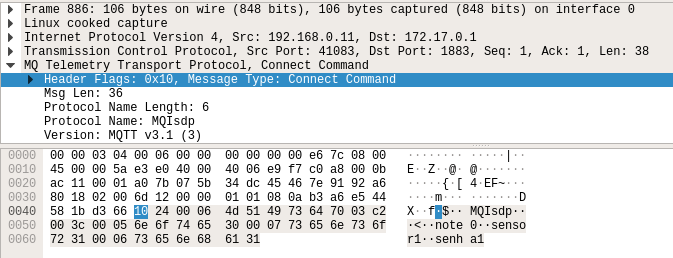 Frame 886: 106 bytes on wire (848 bits), 106 bytes captured (848 bits) on interface 0
Linux cooked capture
Internet Protocol Version 4, Src: 192.168.0.11, Dst: 172.17.0.1
Transmission Control Protocol, Src Port: 41083, Dst Port: 1883, Seq: 1, Ack: 1, Len: 38
MQ Telemetry Transport Protocol, Connect Command
Header Flags: 0x10, Message Type: Connect Command
Msg Len: 36
Protocol Name Length: 6
Protocol Name: MQIsdp
Version: MQTT v3.1 (3)
0000 00 00 03 04 00 06 00 00 00 00 00 00 e6 7c 08 00 ········ ·····|··
0010 45 00 00 5a e3 e0 40 00 40 06 e9 f7 c0 a8 00 0b E··Z··@· @·······
0020 ac 11 00 01 a0 7b 07 5b 34 dc 45 46 7e 91 92 a6 ·····{·[ 4·EF~···
0030 80 18 02 00 6d 12 00 00 01 01 08 0a b3 a6 e5 44 ····m··· ·······D
0040 58 1b d3 66 10 24 00 06 4d 51 49 73 64 70 03 c2 X··f·$·· MQIsdp··
0050 00 3c 00 05 6e 6f 74 65 30 00 07 73 65 6e 73 6f ·<··note 0··senso
0060 72 31 00 06 73 65 6e 68 61 31 r1··senh a1